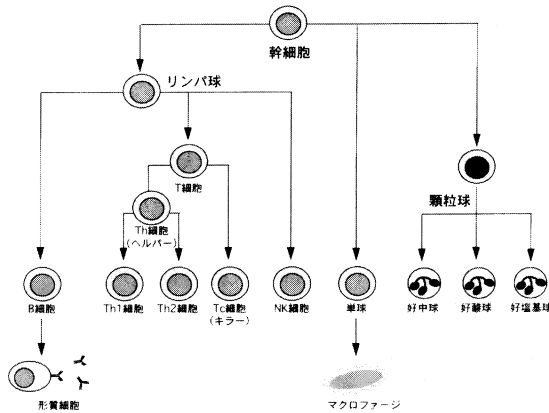 幹細胞
リンパ球
T細胞
顆粒球
Th細胞
(ヘルパー)
B細胞
Th1細胞
Th2細胞
Tc細胞
(キラー)
NK細胞
単球
好中球
好酸球
好塩基球
形質細胞
マクロファージ